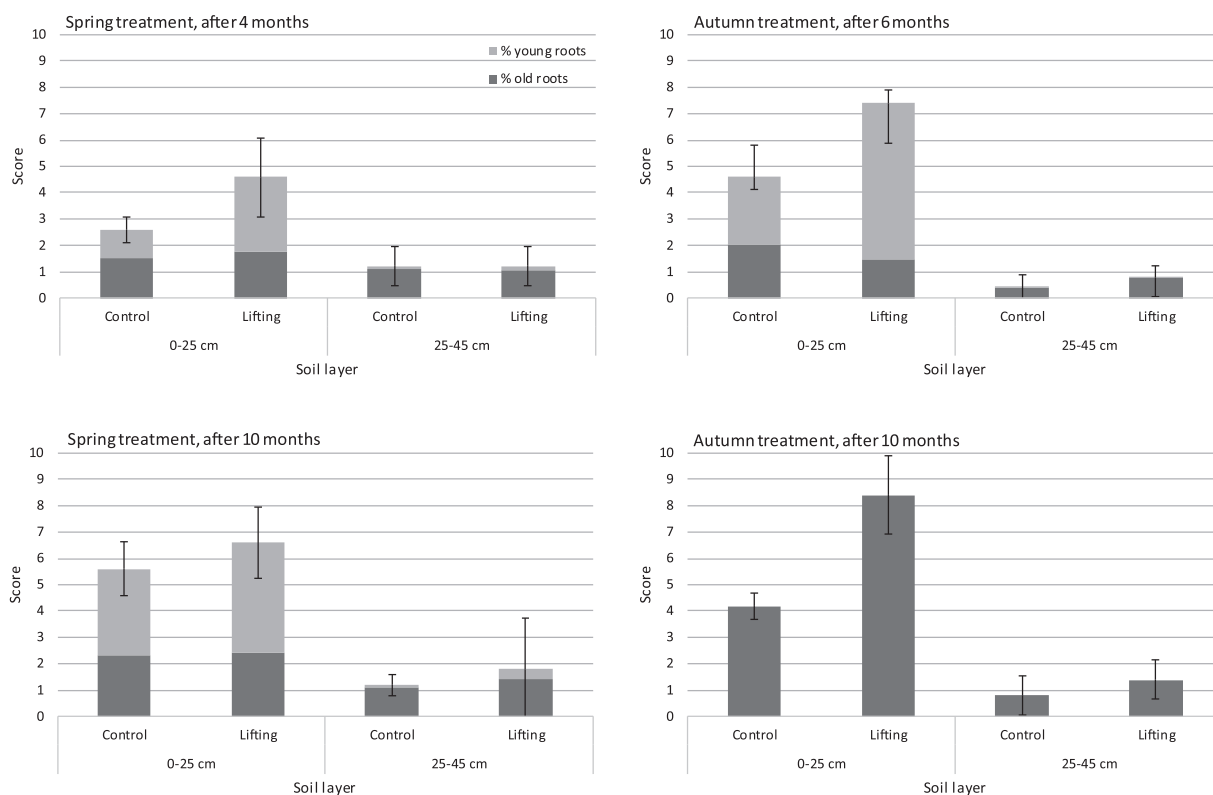 Spring treatment, after 4 months
10
9
8
7
6
5
4
3
2
1
0
Score
% young roots
% old roots
Control Lifting Control Lifting
0-25 cm 25-45 cm
Soil layer
Autumn treatment, after 6 months
10
9
8
7
6
5
4
3
2
1
0
Score
Control Lifting Control Lifting
0-25 cm 25-45 cm
Soil layer
Spring treatment, after 10 months
10
9
8
7
6
5
4
3
2
1
0
Score
Control Lifting Control Lifting
0-25 cm 25-45 cm
Soil layer
Autumn treatment, after 10 months
10
9
8
7
6
5
4
3
2
1
0
Score
Control Lifting Control Lifting
0-25 cm 25-45 cm
Soil layer